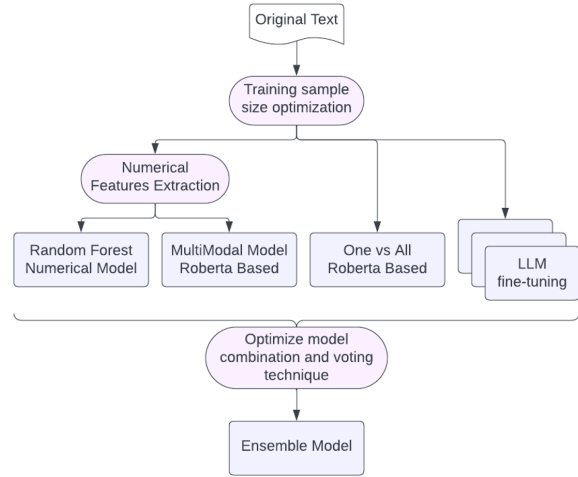 Original Text
Training sample
size optimization
Numerical
Features Extraction
Random Forest
Numerical Model
MultiModal Model
Roberta Based
One vs All
Roberta Based
LLM
fine-tuning
Optimize model
combination and voting
technique
Ensemble Model